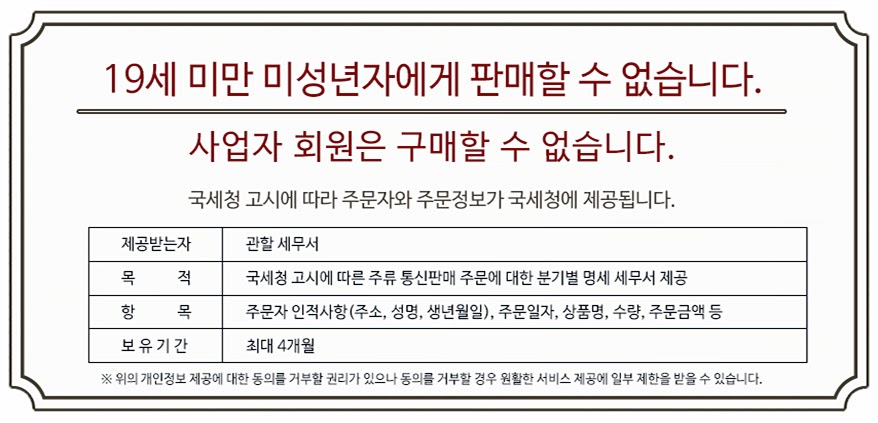 19세 미만 미성년자에게 판매할 수 없습니다.
사업자 회원은 구매할 수 없습니다.
국세청 고시에 따라 주문자와 주문정보가 국세청에 제공됩니다.
제공받는자 관할 세무서
목 적 국세청 고시에 따른 주류 통신판매 주문에 대한 분기별 명세 세무서 제공
항 목 주문자 인적사항(주소, 성명, 생년월일), 주문일자, 상품명, 수량, 주문금액 등
보 유 기 간 최대 4개월
※ 위의 개인정보 제공에 대한 동의를 거부할 권리가 있으나 동의를 거부할 경우 원활한 서비스 제공에 일부 제한을 받을 수 있습니다.